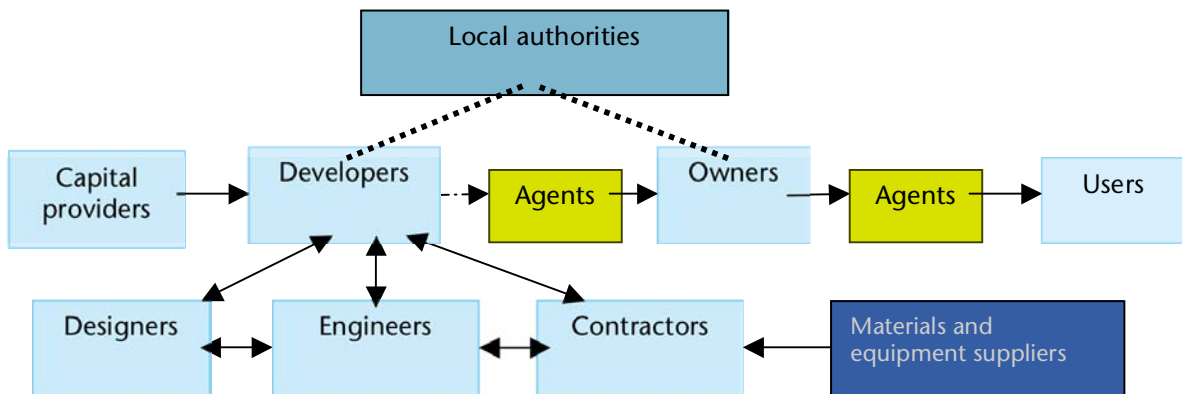 Local authorities
Capital
providers
Developers
Agents
Owners
Agents
Users
Designers
Engineers
Contractors
Materials and
equipment suppliers